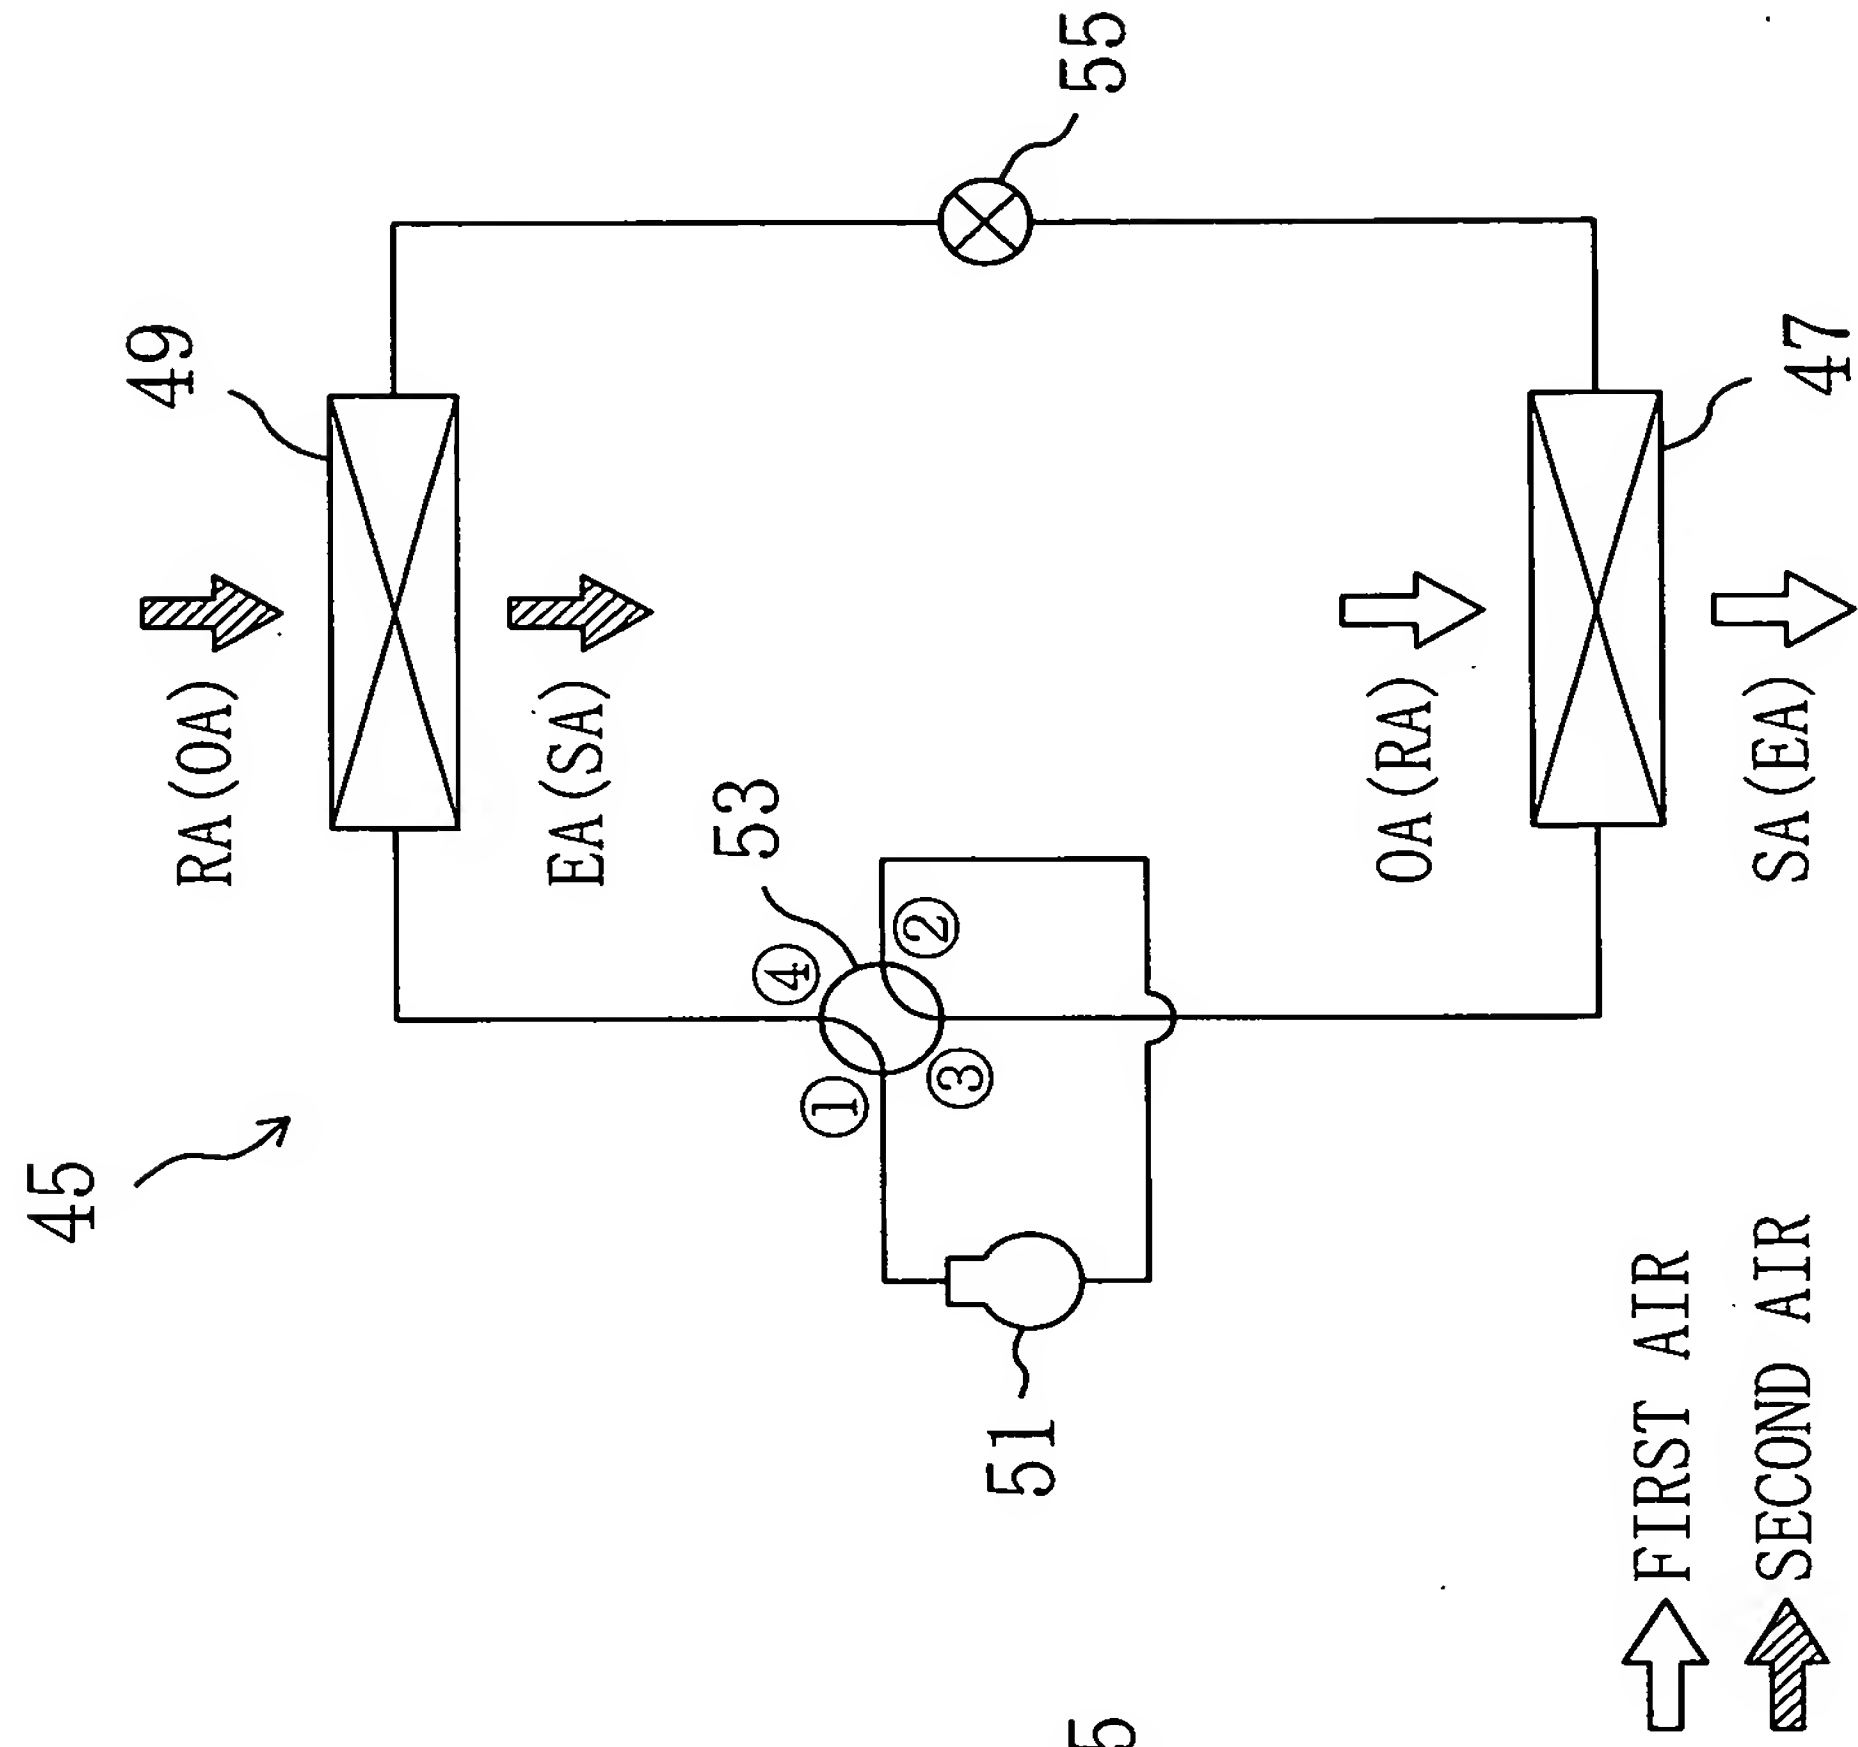 45
49
RA(OA)
EA(SA)
53
④
①
②
③
51
55
OA(RA)
47
SA(EA)
FIRST AIR
SECOND AIR